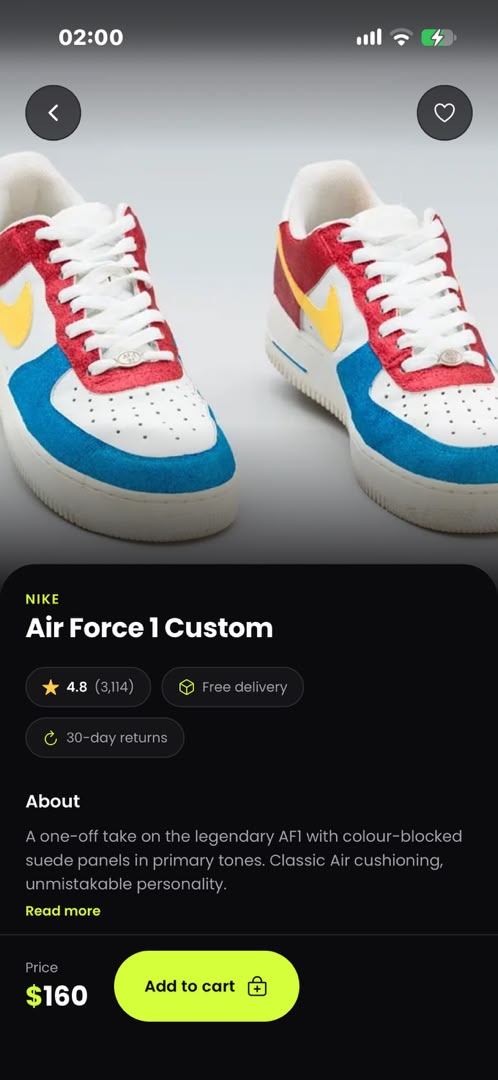 02:00
NIKE
Air Force 1 Custom
4.8 (3,114)
Free delivery
30-day returns
About
A one-off take on the legendary AF1 with colour-blocked
suede panels in primary tones. Classic Air cushioning,
unmistakable personality.
Read more
Price
$160
Add to cart